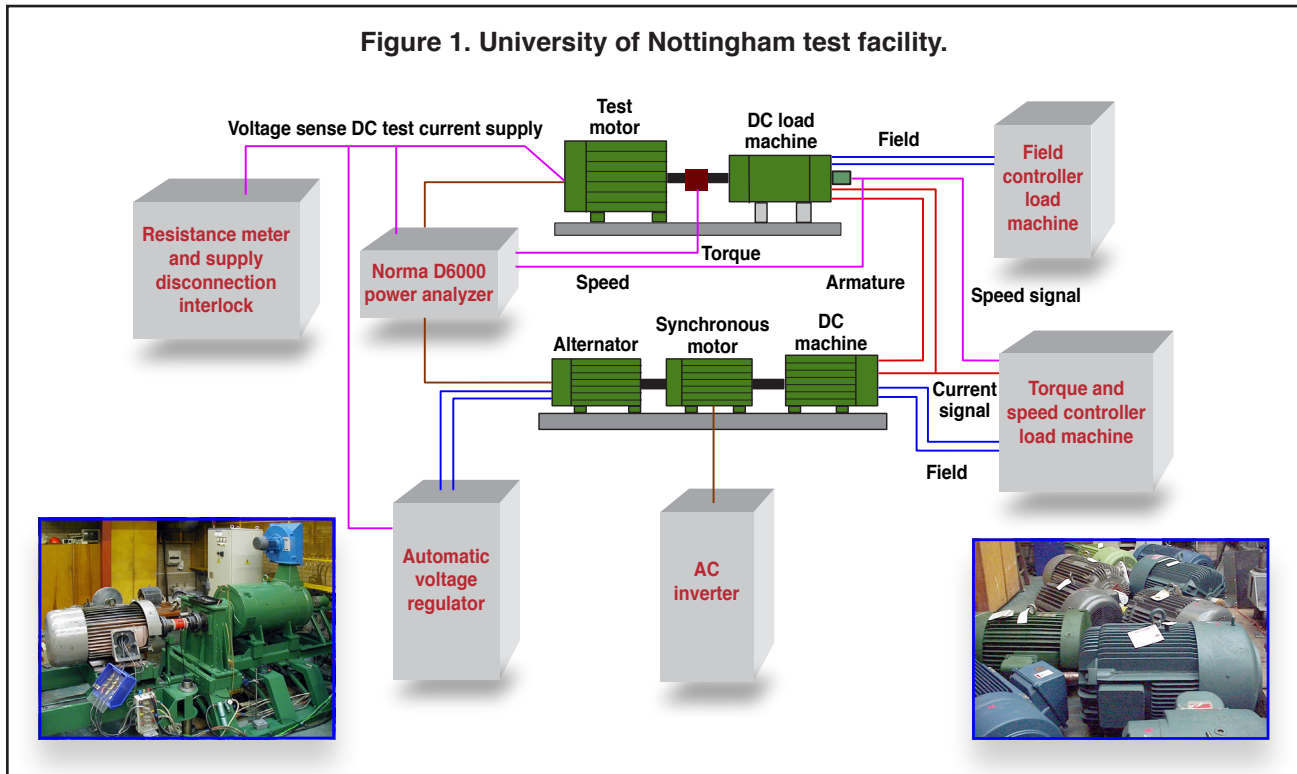 Figure 1. University of Nottingham test facility.
Test
motor
Voltage sense DC test current supply
DC load
machine
Field
Field
controller
load
machine
Resistance meter
and supply
disconnection
interlock
Norma D6000
power analyzer
Torque
Speed
Armature
Speed signal
Alternator
Synchronous
motor
DC
machine
Current
signal
Torque and
speed controller
load machine
Field
Automatic
voltage
regulator
AC
inverter